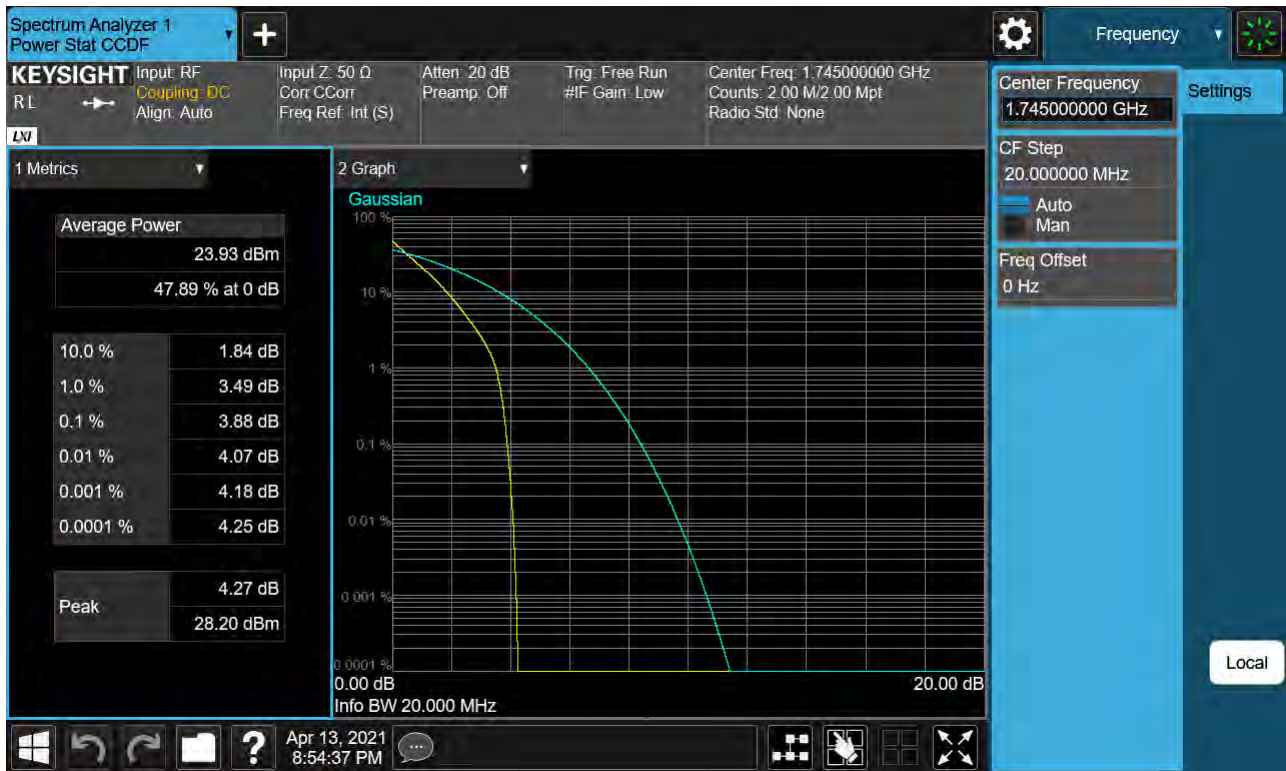 Spectrum Analyzer 1
Power Stat CCDF
+
Frequency
KEYSIGHT
RL
LXI
Input: RF
Coupling: DC
Align: Auto
Input Z: 50 Ω
Corr CCorr
Freq Ref: Int (S)
Atten: 20 dB
Preamp: Off
Trig: Free Run
#IF Gain: Low
Center Freq: 1.745000000 GHz
Counts: 2.00 M/2.00 Mpt
Radio Std: None
Center Frequency
1.745000000 GHz
Settings
CF Step
20.000000 MHz
Auto
Man
Freq Offset
0 Hz
1 Metrics
Average Power
23.93 dBm
47.89 % at 0 dB
10.0 % 1.84 dB
1.0 % 3.49 dB
0.1 % 3.88 dB
0.01 % 4.07 dB
0.001 % 4.18 dB
0.0001 % 4.25 dB
Peak
4.27 dB
28.20 dBm
2 Graph
Gaussian
100 %
10 %
1 %
0.1 %
0.01 %
0.001 %
0.0001 %
0.00 dB
20.00 dB
Info BW 20.000 MHz
Local
?
Apr 13, 2021
8:54:37 PM